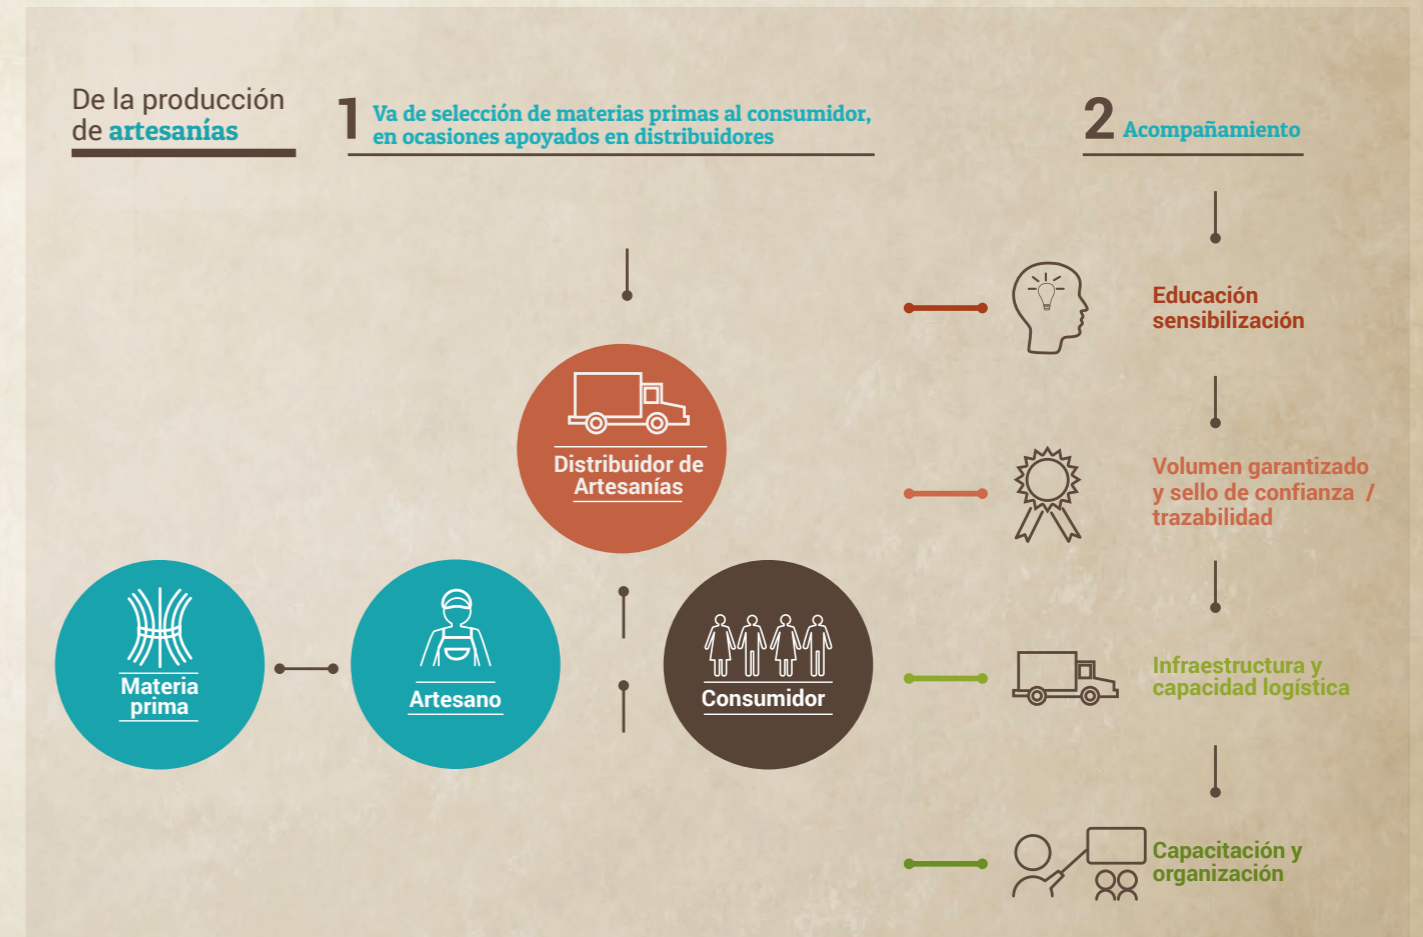 De la producción
de artesanías
1 Va de selección de materias primas al consumidor,
en ocasiones apoyados en distribuidores
2 Acompañamiento
Distribuidor de
Artesanías
Materia
prima
Artesano
Consumidor
Educación
sensibilización
Volumen garantizado
y sello de confianza /
trazabilidad
Infraestructura y
capacidad logística
Capacitación y
organización